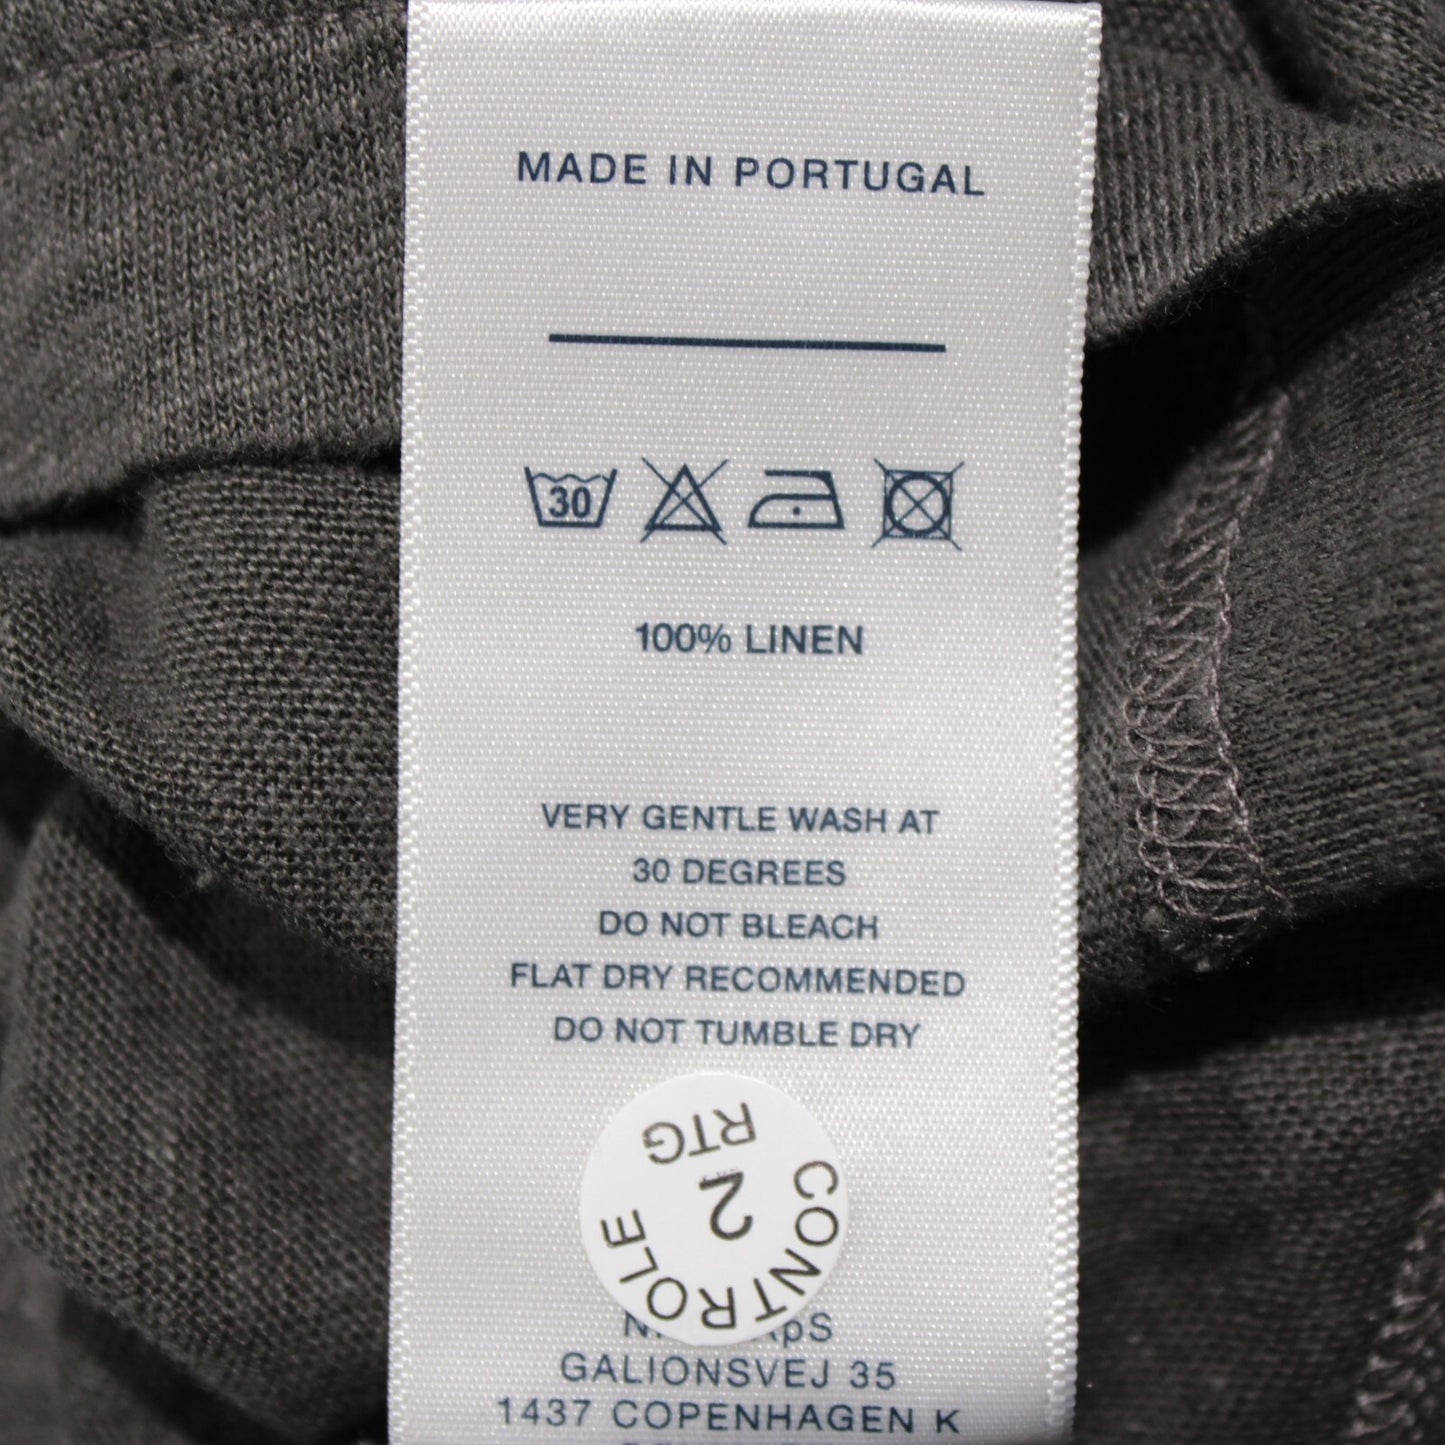 MADE IN PORTUGAL
30
100% LINEN
VERY GENTLE WASH AT
30 DEGREES
DO NOT BLEACH
FLAT DRY RECOMMENDED
DO NOT TUMBLE DRY
CONTROLE
2
RTG
ApS
GALIONSVEJ 35
1437 COPENHAGEN K